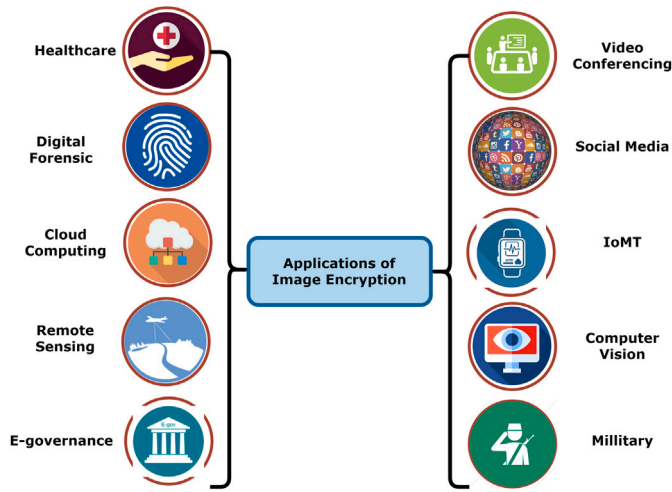 Healthcare
Digital
Forensic
Cloud
Computing
Remote
Sensing
E-gov
E-governance
Applications of
Image Encryption
Video
Conferencing
Social Media
IoMT
Computer
Vision
Millitary